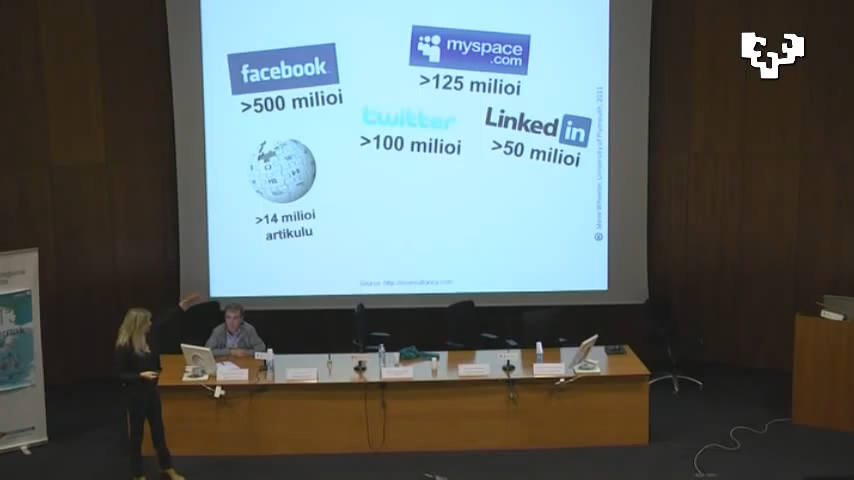 facebook
>500 milioi
myspace
.com
>125 milioi
twitter
>100 milioi
Linked in
>50 milioi
>14 milioi
artikulu